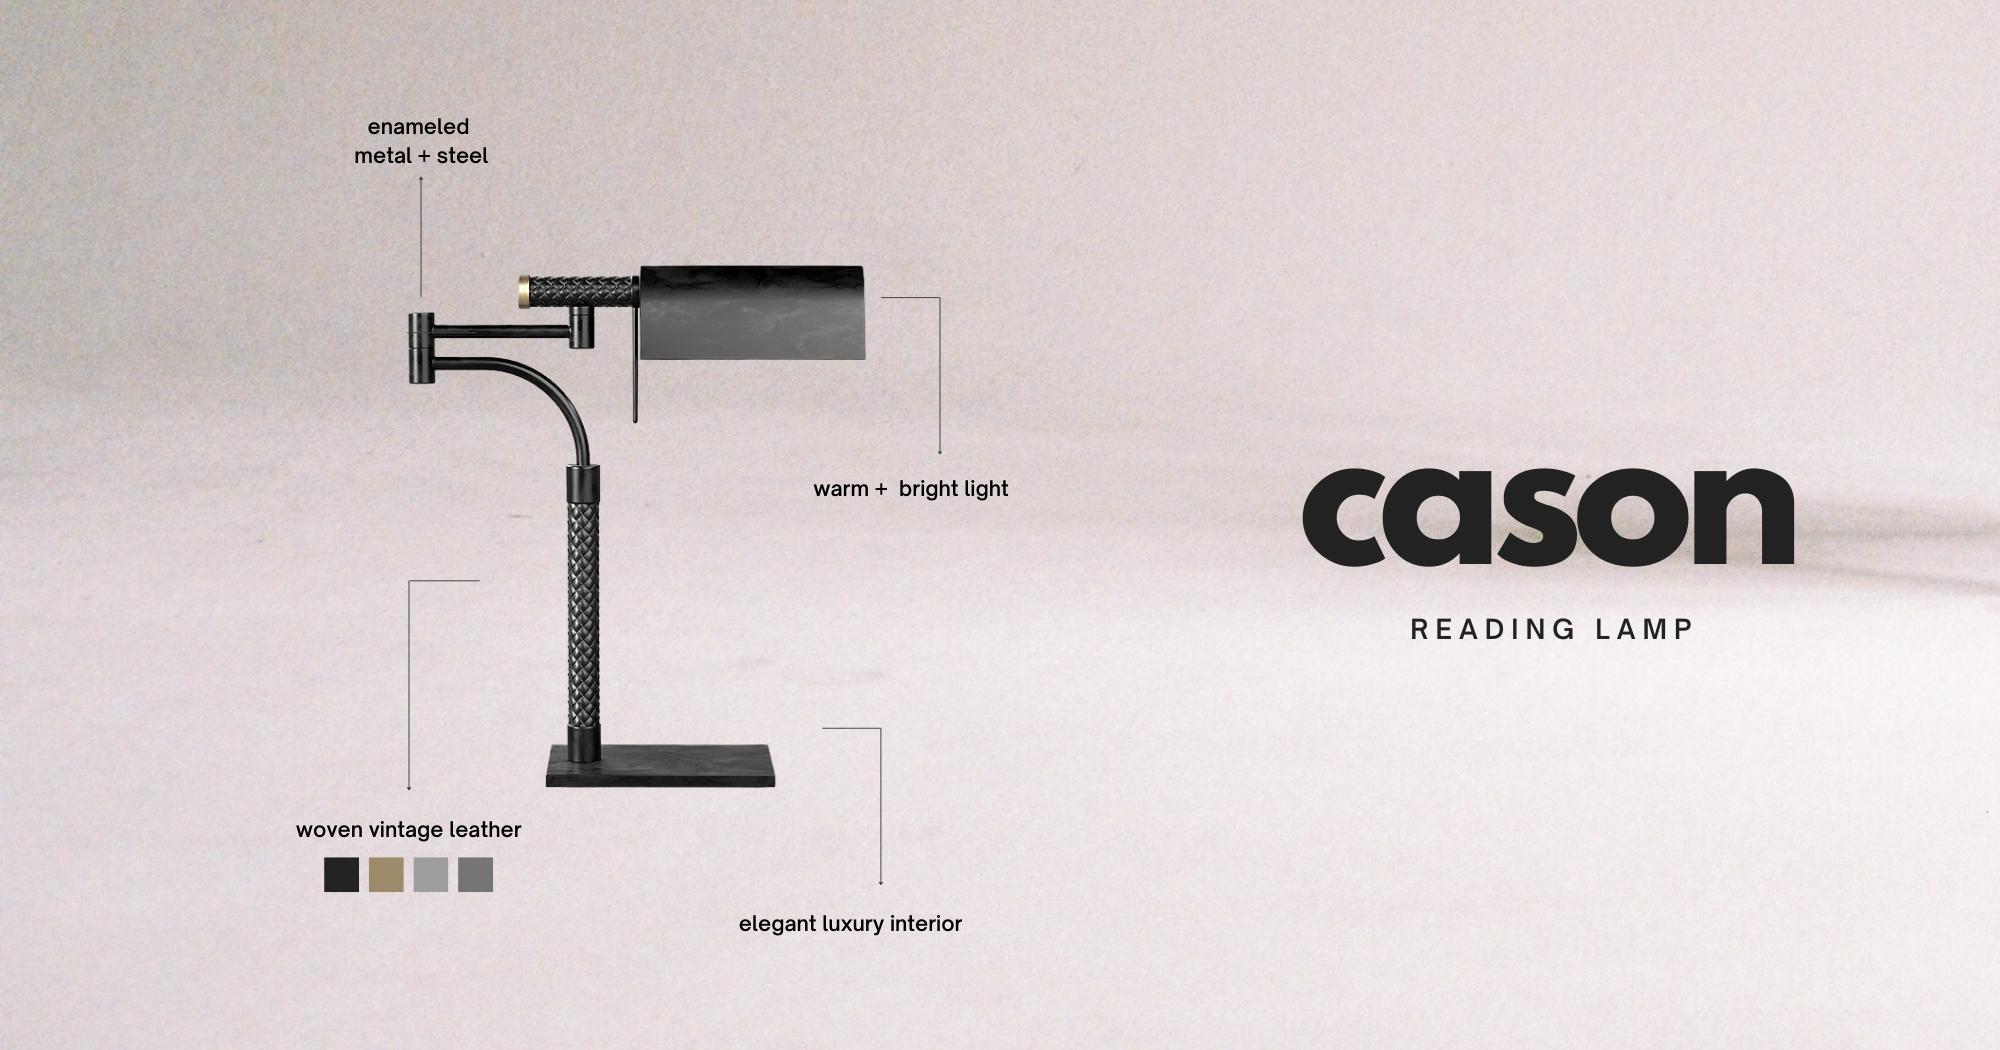 enameled
metal + steel
warm + bright light
cason
READING LAMP
woven vintage leather
elegant luxury interior